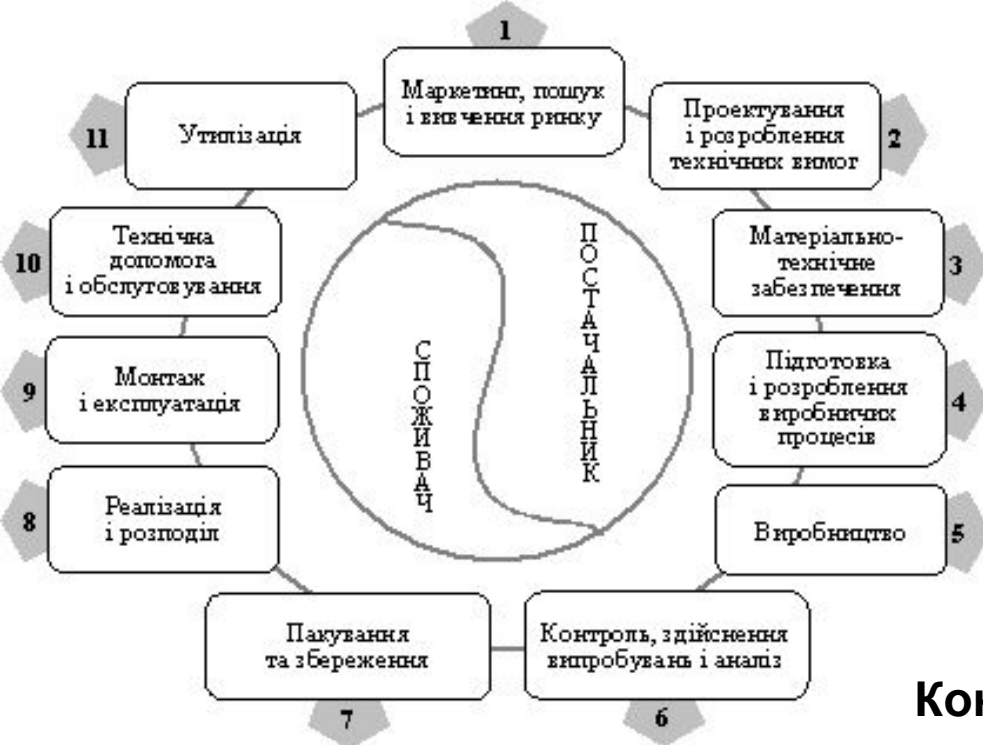 1
Маркетинг, пошук
і вивчення ринку
2
Проектування
і розроблення
технічних вимог
3
Матеріально-
технічне
забезпечення
4
Підготовка
і розроблення
виробничих
процесів
5
Виробництво
6
Контроль, здійснення
випробувань і аналіз
7
Пакування
та збереження
8
Реалізація
і розподіл
9
Монтаж
і експлуатація
10
Технічна
допомога
і обслуговування
11
Утилізація
СПОЖИВАЧ
ПОСТАЧАЛЬНИК